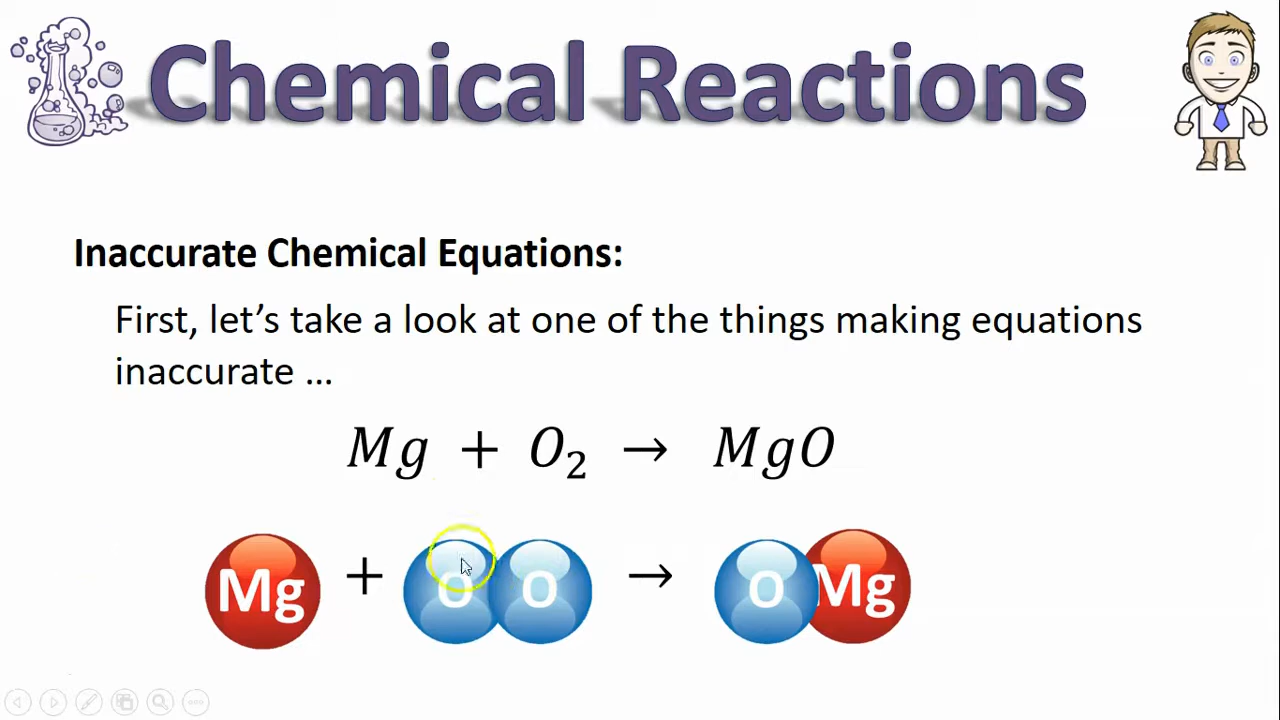 Chemical Reactions
Inaccurate Chemical Equations:
First, let's take a look at one of the things making equations
inaccurate ...
Mg + O₂ → MgO
Mg + O O → O Mg